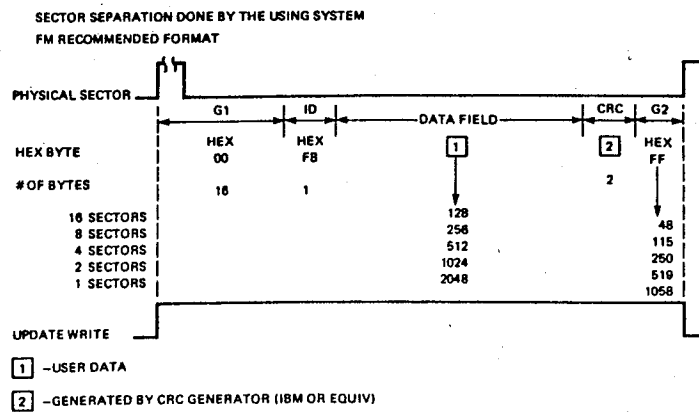 SECTOR SEPARATION DONE BY THE USING SYSTEM
FM RECOMMENDED FORMAT
PHYSICAL SECTOR
G1 ID DATA FIELD CRC G2
HEX BYTE HEX 00 HEX F8 1 2 HEX FF
# OF BYTES 16 1 2
16 SECTORS 128 48
8 SECTORS 256 115
4 SECTORS 512 250
2 SECTORS 1024 519
1 SECTORS 2048 1058
UPDATE WRITE
1 –USER DATA
2 –GENERATED BY CRC GENERATOR (IBM OR EQUIV)